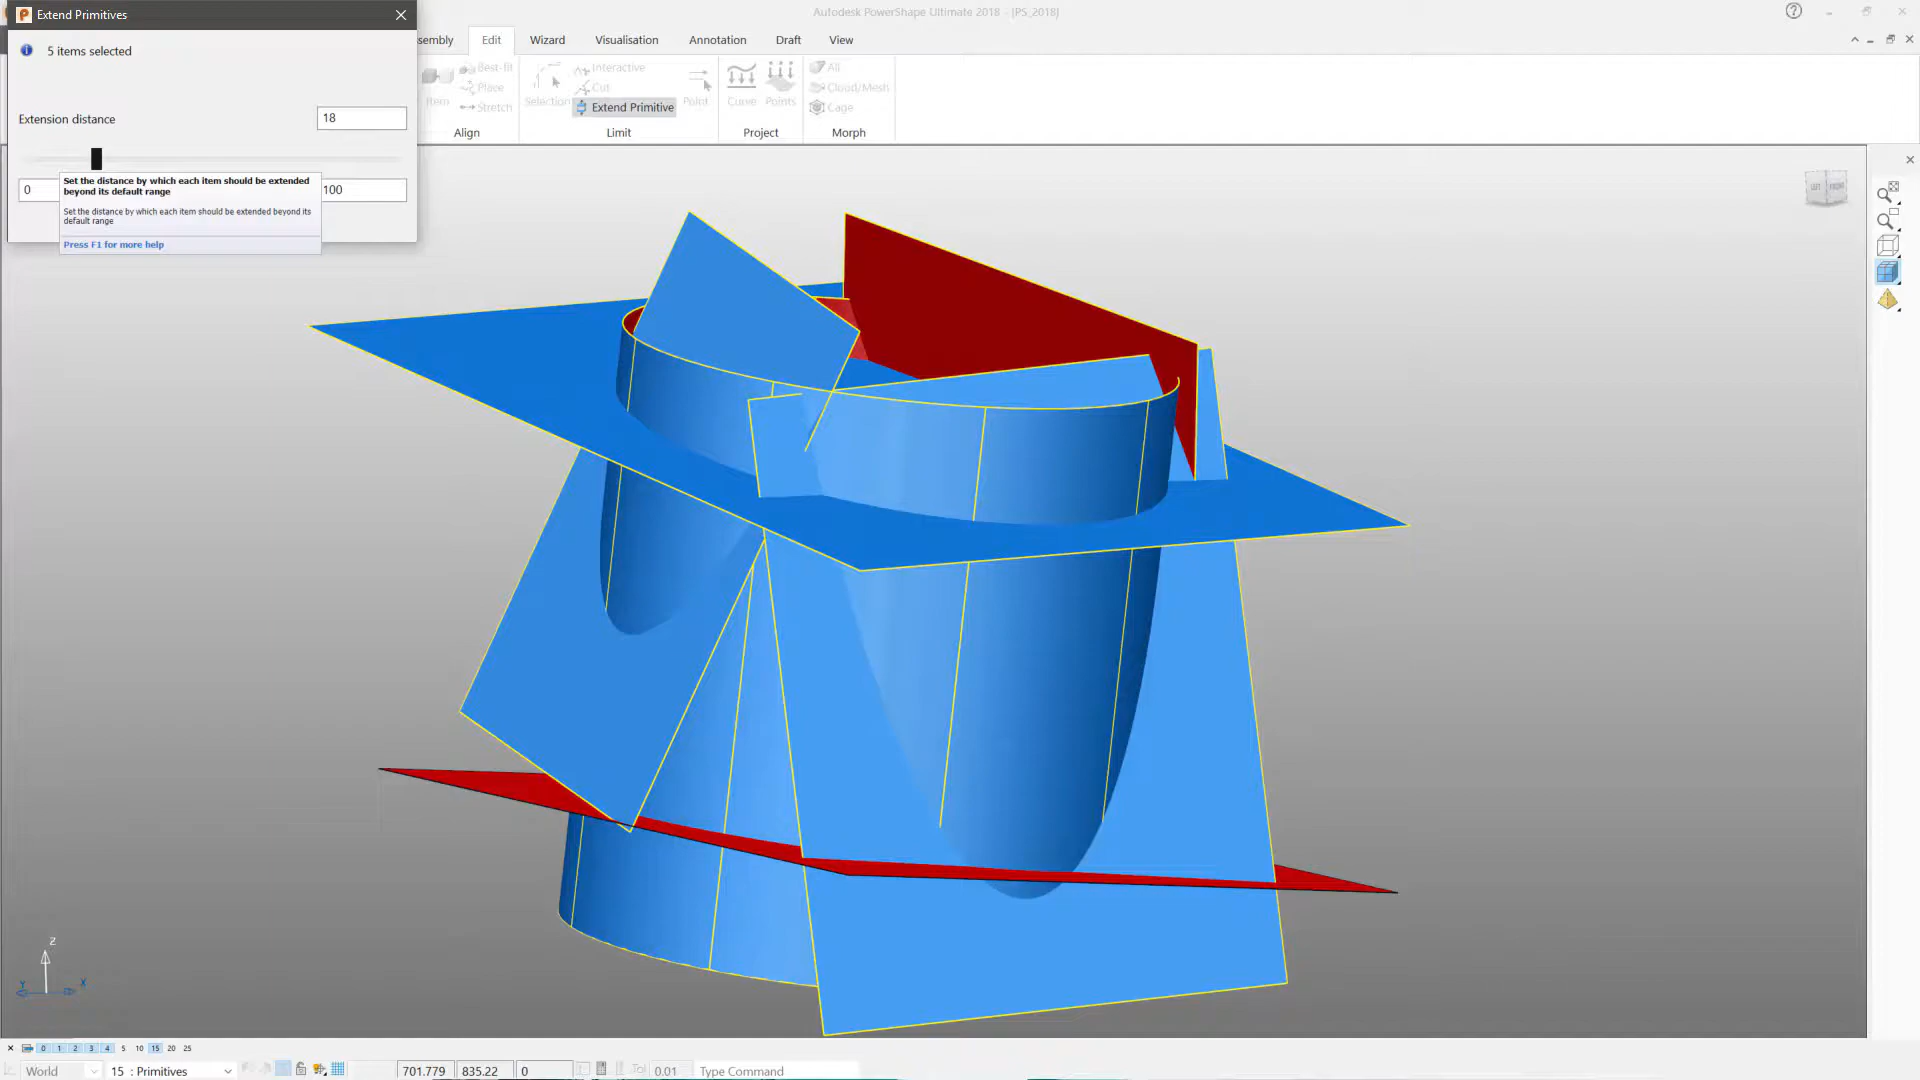 Extend Primitives
Autodesk PowerShape Ultimate 2018 - [PS_2018]
5 items selected
sembly Edit Wizard Visualisation Annotation Draft View
Best-fit
Place
Stretch
Item
Align
Selection
Interactive
Cut
Extend Primitive
Point
Limit
Curve
Points
Project
All
Cloud/Mesh
Cage
Morph
Extension distance
18
0
100
Set the distance by which each item should be extended
beyond its default range
Set the distance by which each item should be extended beyond its
default range
Press F1 for more help
LEFT
FRONT
Z
Y
X
0 1 2 3 4 5 10 15 20 25
World
15 : Primitives
701.779
835.22
0
Tol
0.01
Type Command